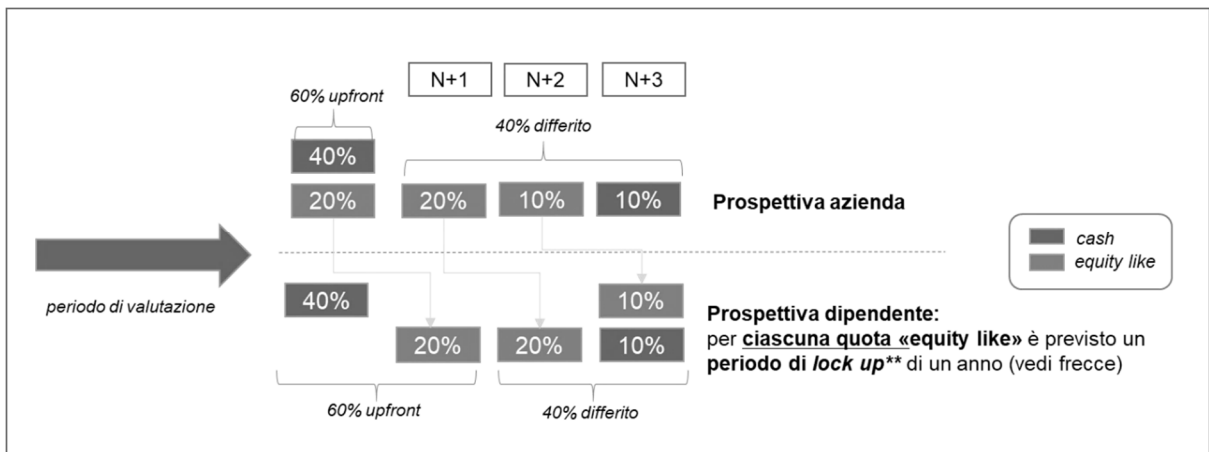 N+1 N+2 N+3
60% upfront
40% differito
40%
20% 20% 10% 10%
Prospettiva azienda
cash
equity like
periodo di valutazione
40% 10%
Prospettiva dipendente:
per ciascuna quota «equity like» è previsto un
20% 20% 10%
periodo di lock up** di un anno (vedi frecce)
60% upfront 40% differito